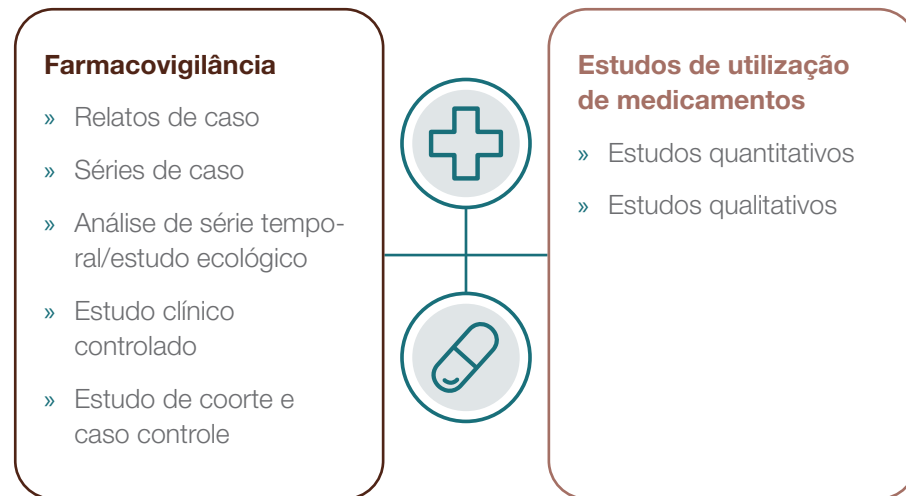 Farmacovigilância
» Relatos de caso
» Séries de caso
» Análise de série tempo-
ral/estudo ecológico
» Estudo clínico
controlado
» Estudo de coorte e
caso controle
Estudos de utilização
de medicamentos
» Estudos quantitativos
» Estudos qualitativos